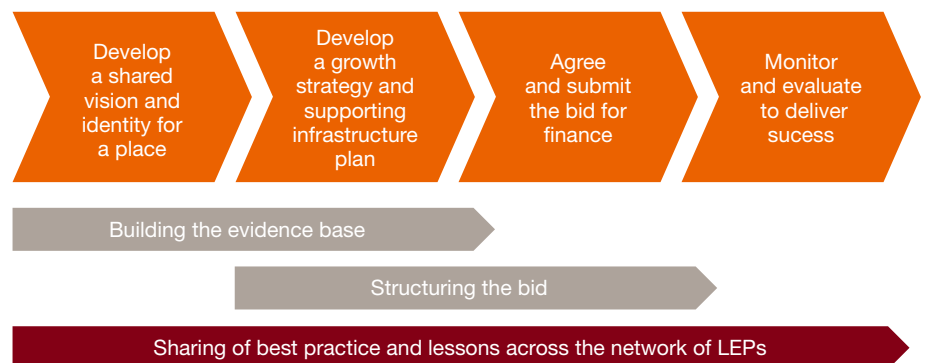 Develop
a shared
vision and
identity for
a place
Develop
a growth
strategy and
supporting
infrastructure
plan
Agree
and submit
the bid for
finance
Monitor
and evaluate
to deliver
sucess
Building the evidence base
Structuring the bid
Sharing of best practice and lessons across the network of LEPs